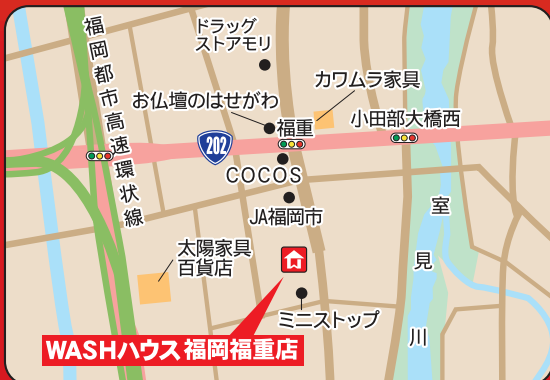 福岡都市高速環状線
ドラッグ
ストアモリ
カワムラ家具
お仏壇のはせがわ
福重
小田部大橋西
202
COCOS
JA福岡市
室見川
太陽家具
百貨店
ミニストップ
WASHハウス福岡福重店